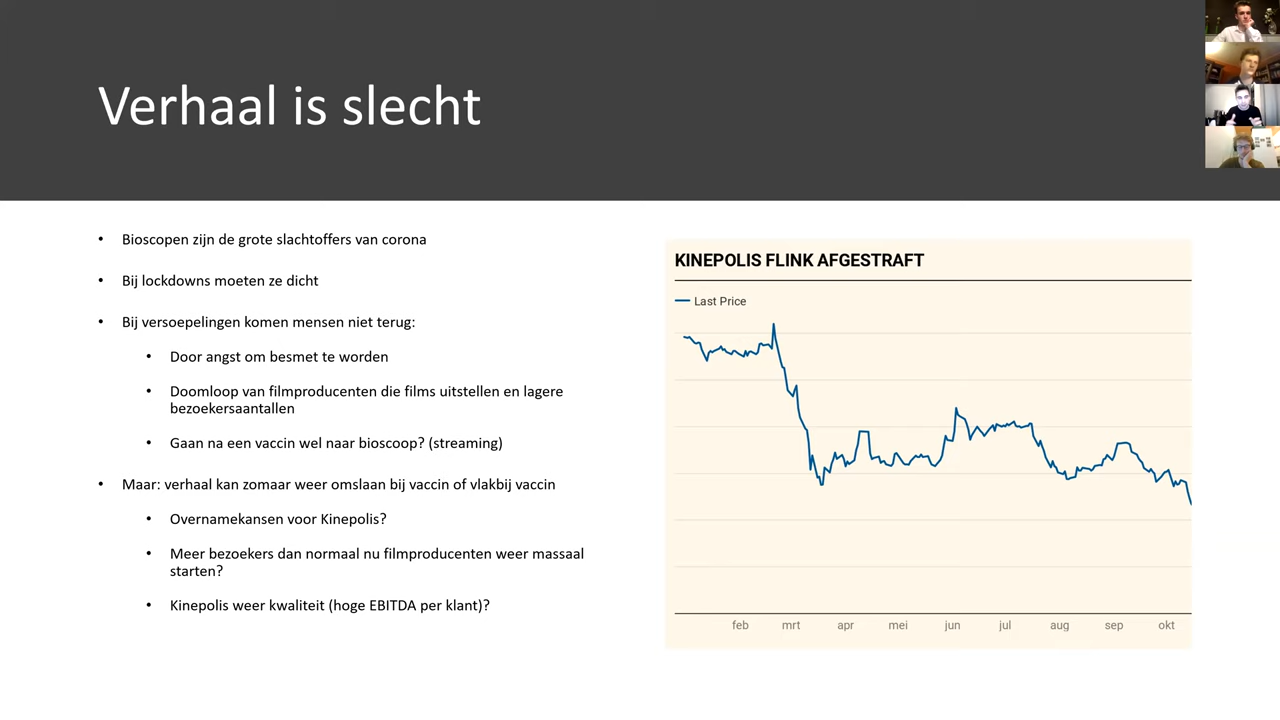 Verhaal is slecht
• Bioscopen zijn de grote slachtoffers van corona
• Bij lockdowns moeten ze dicht
• Bij versoepelingen komen mensen niet terug:
• Door angst om besmet te worden
• Doomloop van filmproducenten die films uitstellen en lagere
bezoekersaantallen
• Gaan na een vaccin wel naar bioscoop? (streaming)
• Maar: verhaal kan zomaar weer omslaan bij vaccin of vlakbij vaccin
• Overnamekansen voor Kinepolis?
• Meer bezoekers dan normaal nu filmproducenten weer massaal
starten?
• Kinepolis weer kwaliteit (hoge EBITDA per klant)?
KINEPOLIS FLINK AFGESTRAFT
Last Price
feb mrt apr mei jun jul aug sep okt